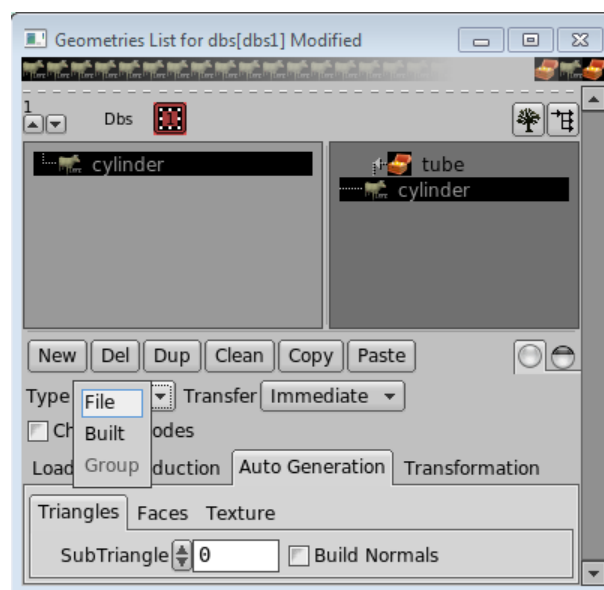 Geometries List for dbs[dbs1] Modified
1
Dbs
cylinder
tube
cylinder
New Del Dup Clean Copy Paste
Type File Transfer Immediate
Ch Built odes
Load Group duction Auto Generation Transformation
Triangles Faces Texture
SubTriangle 0 Build Normals